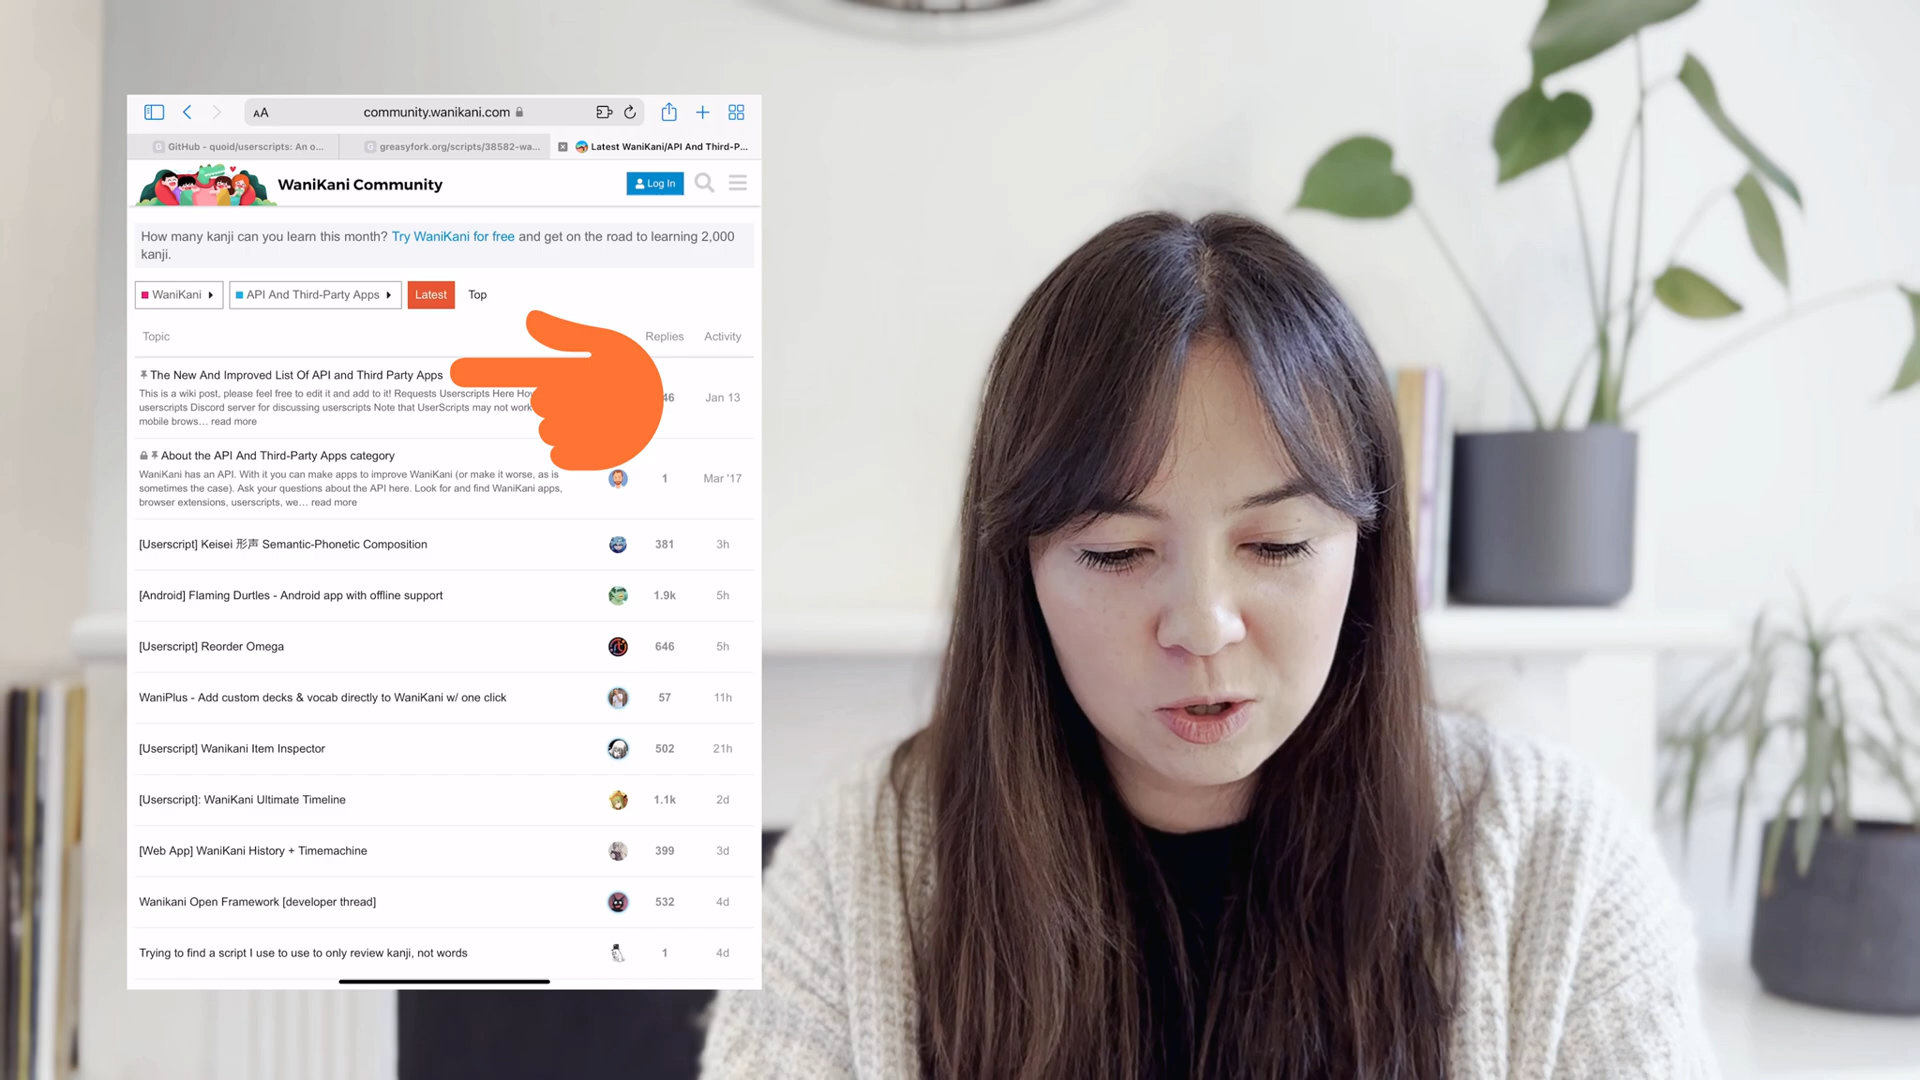 AA
community.wanikani.com
GitHub - quoid/userscripts: An o...
greasyfork.org/scripts/38582-wa...
Latest WaniKani/API And Third-P...
WaniKani Community
Log In
How many kanji can you learn this month? Try WaniKani for free and get on the road to learning 2,000
kanji.
WaniKani
API And Third-Party Apps
Latest
Top
Topic
Replies
Activity
The New And Improved List Of API and Third Party Apps
This is a wiki post, please feel free to edit it and add to it! Requests Userscripts Here
userscripts Discord server for discussing userscripts Note that UserScripts may not work
mobile brows... read more
46
Jan 13
About the API And Third-Party Apps category
WaniKani has an API. With it you can make apps to improve WaniKani (or make it worse, as is
sometimes the case). Ask your questions about the API here. Look for and find WaniKani apps,
browser extensions, userscripts, we... read more
1
Mar '17
[Userscript] Keisei 形声 Semantic-Phonetic Composition
381
3h
[Android] Flaming Durtles - Android app with offline support
1.9k
5h
[Userscript] Reorder Omega
646
5h
WaniPlus - Add custom decks & vocab directly to WaniKani w/ one click
57
11h
[Userscript] Wanikani Item Inspector
502
21h
[Userscript]: WaniKani Ultimate Timeline
1.1k
2d
[Web App] WaniKani History + Timemachine
399
3d
Wanikani Open Framework [developer thread]
532
4d
Trying to find a script I use to use to only review kanji, not words
1
4d